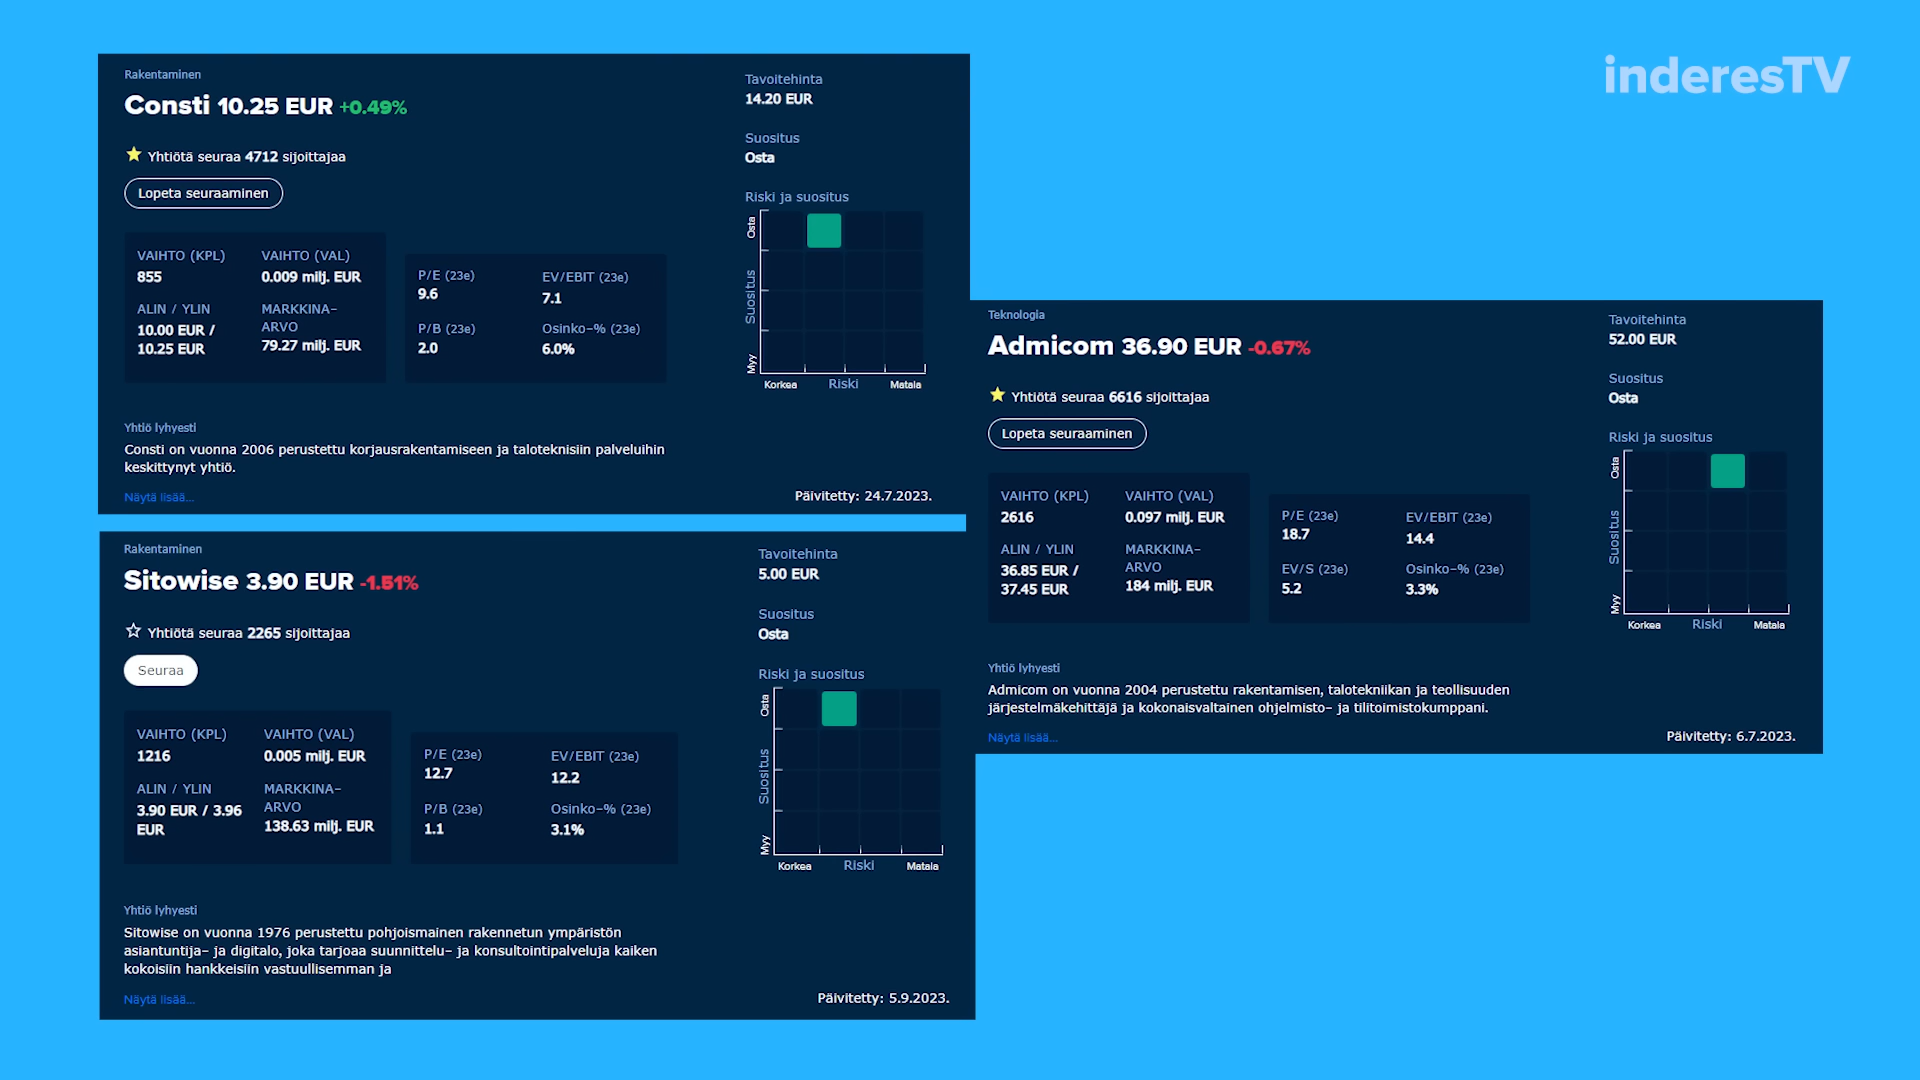 inderesTV
Rakentaminen
Consti 10.25 EUR +0.49%
Yhtiötä seuraa 4712 sijoittajaa
Lopeta seuraaminen
VAIHTO (KPL)
855
VAIHTO (VAL)
0.009 milj. EUR
ALIN / YLIN
10.00 EUR /
10.25 EUR
MARKKINA-
ARVO
79.27 milj. EUR
P/E (23e)
9.6
EV/EBIT (23e)
7.1
P/B (23e)
2.0
Osinko-% (23e)
6.0%
Tavoitehinta
14.20 EUR
Suositus
Osta
Riski ja suositus
Osta
Suositus
Myy
Korkea
Riski
Matala
Yhtiö lyhyesti
Consti on vuonna 2006 perustettu korjausrakentamiseen ja taloteknisiin palveluihin
keskittynyt yhtiö.
Näytä lisää...
Päivitetty: 24.7.2023.
Rakentaminen
Sitowise 3.90 EUR -1.51%
Yhtiötä seuraa 2265 sijoittajaa
Seuraa
VAIHTO (KPL)
1216
VAIHTO (VAL)
0.005 milj. EUR
ALIN / YLIN
3.90 EUR / 3.96
EUR
MARKKINA-
ARVO
138.63 milj. EUR
P/E (23e)
12.7
EV/EBIT (23e)
12.2
P/B (23e)
1.1
Osinko-% (23e)
3.1%
Tavoitehinta
5.00 EUR
Suositus
Osta
Riski ja suositus
Osta
Suositus
Myy
Korkea
Riski
Matala
Yhtiö lyhyesti
Sitowise on vuonna 1976 perustettu pohjoismainen rakennetun ympäristön
asiantuntija- ja digitalo, joka tarjoaa suunnittelu- ja konsultointipalveluja kaiken
kokoisiin hankkeisiin vastuullisemman ja
Näytä lisää...
Päivitetty: 5.9.2023.
Teknologia
Admicom 36.90 EUR -0.67%
Yhtiötä seuraa 6616 sijoittajaa
Lopeta seuraaminen
VAIHTO (KPL)
2616
VAIHTO (VAL)
0.097 milj. EUR
ALIN / YLIN
36.85 EUR /
37.45 EUR
MARKKINA-
ARVO
184 milj. EUR
P/E (23e)
18.7
EV/EBIT (23e)
14.4
EV/S (23e)
5.2
Osinko-% (23e)
3.3%
Tavoitehinta
52.00 EUR
Suositus
Osta
Riski ja suositus
Osta
Suositus
Myy
Korkea
Riski
Matala
Yhtiö lyhyesti
Admicom on vuonna 2004 perustettu rakentamisen, talotekniikan ja teollisuuden
järjestelmäkehittäjä ja kokonaisvaltainen ohjelmisto- ja tilitoimistokumppani.
Näytä lisää...
Päivitetty: 6.7.2023.